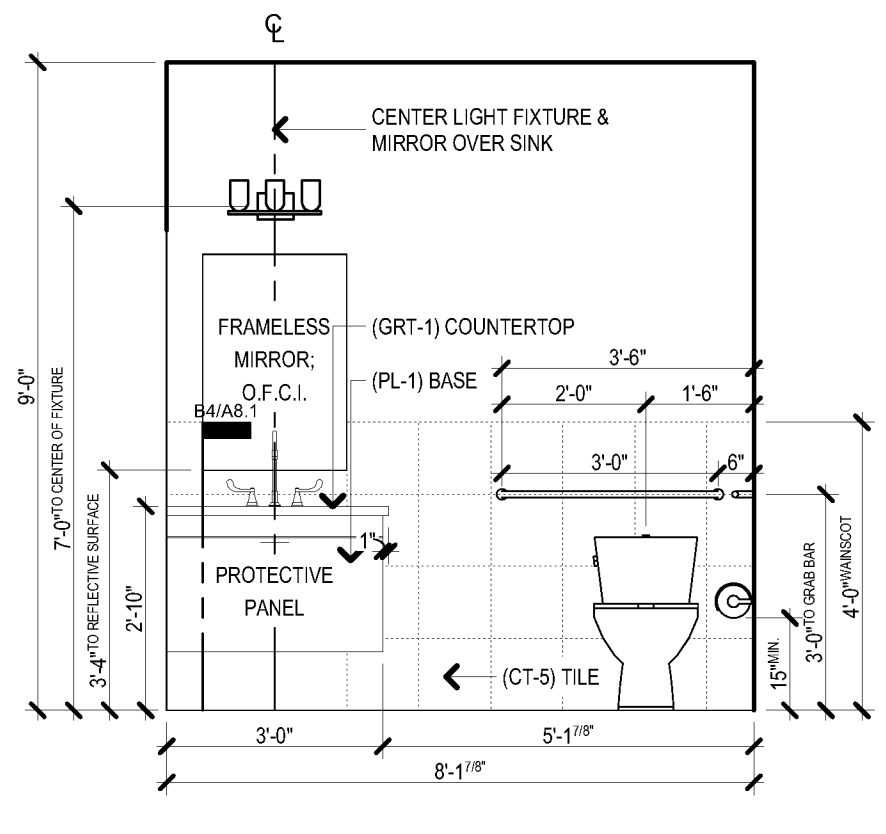 CL
CENTER LIGHT FIXTURE &
MIRROR OVER SINK
FRAMELESS
MIRROR;
O.F.C.I.
(GRT-1) COUNTERTOP
(PL-1) BASE
B4/A8.1
3'-6"
2'-0"
1'-6"
3'-0"
6"
9'-0"
7'-0" TO CENTER OF FIXTURE
3'-4" TO REFLECTIVE SURFACE
2'-10"
1"
PROTECTIVE
PANEL
(CT-5) TILE
15" MIN.
3'-0" TO GRAB BAR
4'-0" WAINSCOT
3'-0"
5'-1 7/8"
8'-1 7/8"